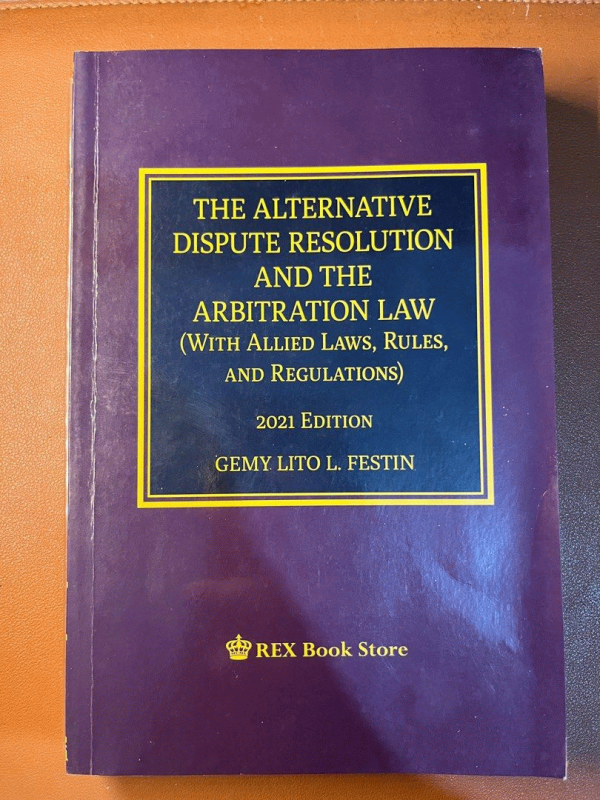 THE ALTERNATIVE
DISPUTE RESOLUTION
AND THE
ARBITRATION LAW
(WITH ALLIED LAWS, RULES,
AND REGULATIONS)
2021 EDITION
GEMY LITO L. FESTIN
REX Book Store